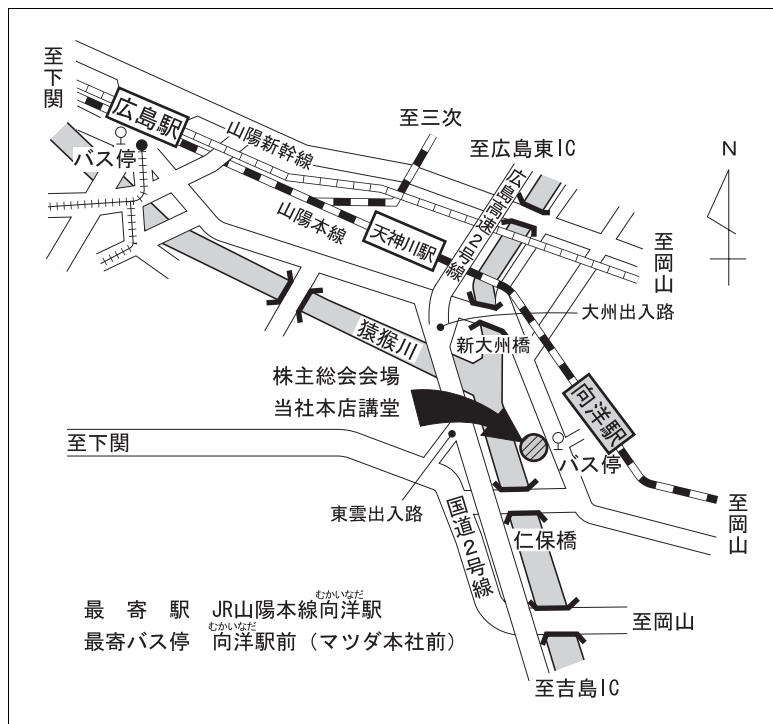 至下関
広島駅
バス停
山陽新幹線
至三次
至広島東IC
N
山陽本線
天神川駅
広島高速2号線
至岡山
大州出入路
猿猴川
新大州橋
株主総会会場
当社本店講堂
向洋駅
至下関
バス停
東雲出入路
国道2号線
仁保橋
至岡山
むかいなだ
最寄駅 JR山陽本線向洋駅
むかいなだ
最寄バス停 向洋駅前（マツダ本社前）
至岡山
至吉島IC